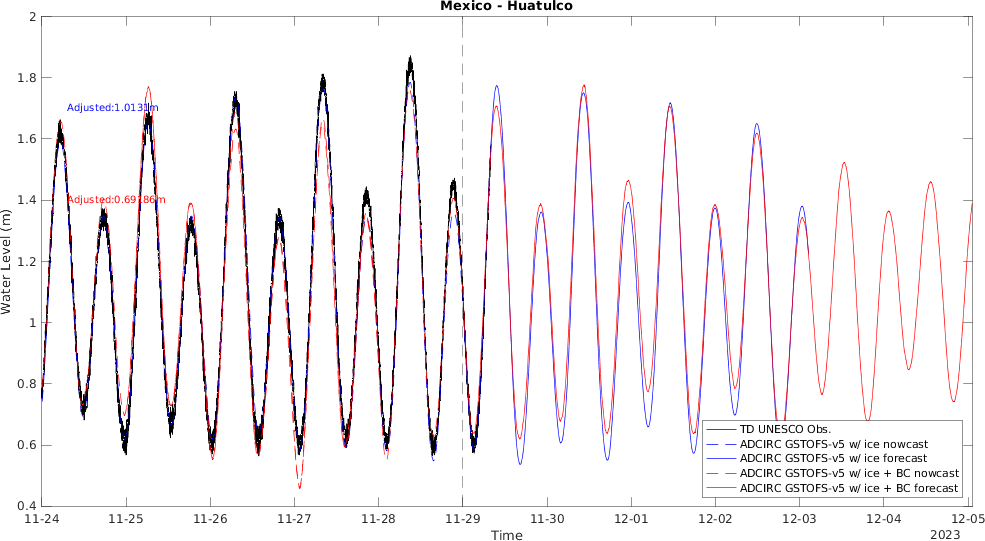 Mexico - Huatulco
Water Level (m)
2
1.8
1.6
1.4
1.2
1
0.8
0.6
0.4
Adjusted:1.0131m
Adjusted:0.69786m
TD UNESCO Obs.
ADCIRC GSTOFS-v5 w/ ice nowcast
ADCIRC GSTOFS-v5 w/ ice forecast
ADCIRC GSTOFS-v5 w/ ice + BC nowcast
ADCIRC GSTOFS-v5 w/ ice + BC forecast
11-24 11-25 11-26 11-27 11-28 11-29 11-30 12-01 12-02 12-03 12-04 12-05
Time
2023